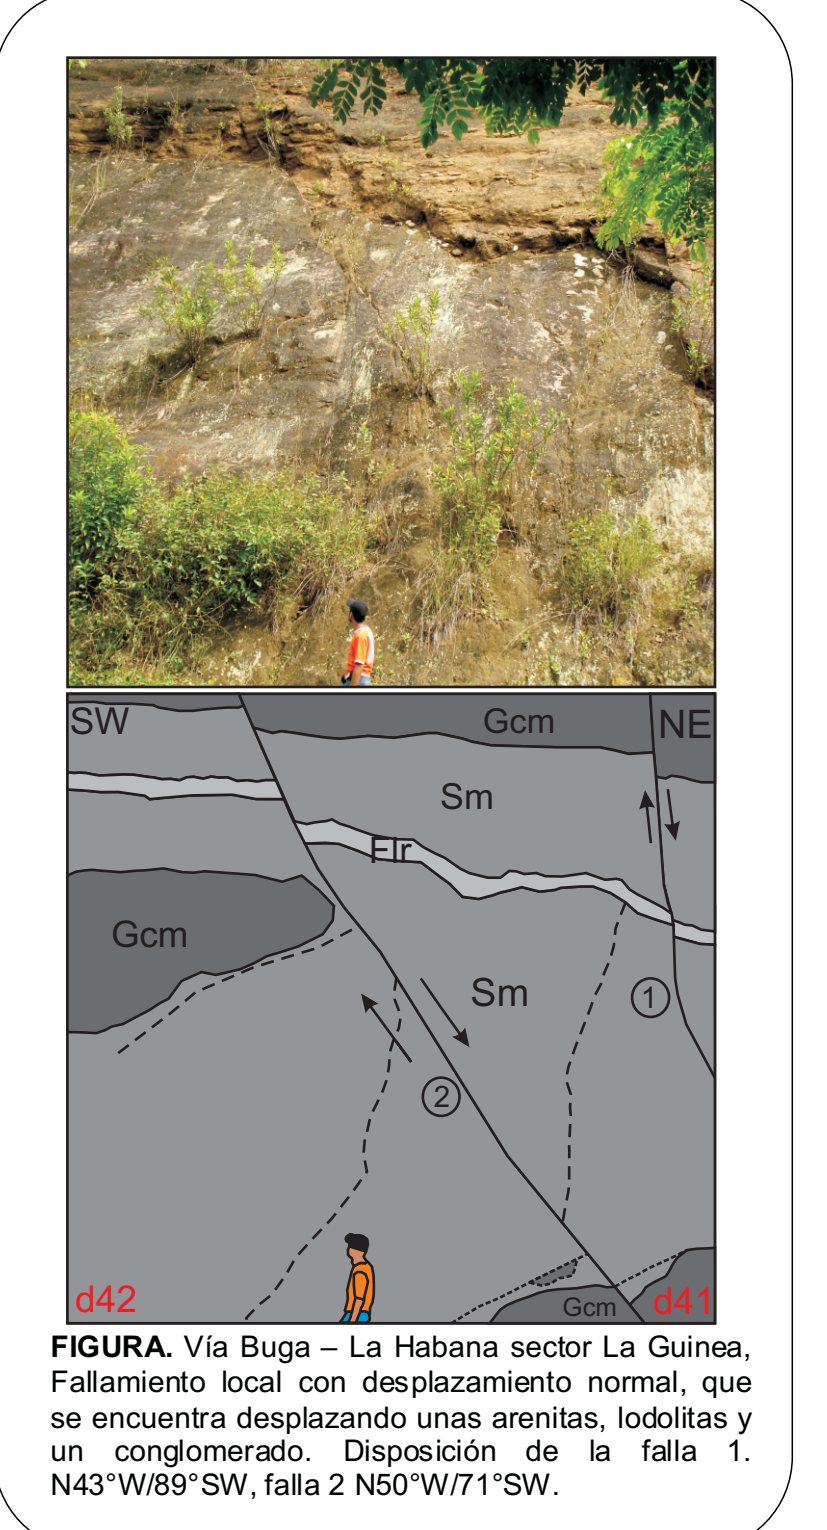 SW
Gcm
NE
Sm
Flr
Gcm
Sm
1
2
d42
Gcm
d41
FIGURA. Vía Buga – La Habana sector La Guinea,
Fallamiento local con desplazamiento normal, que
se encuentra desplazando unas arenitas, lodolitas y
un conglomerado. Disposición de la falla 1.
N43°W/89°SW, falla 2 N50°W/71°SW.